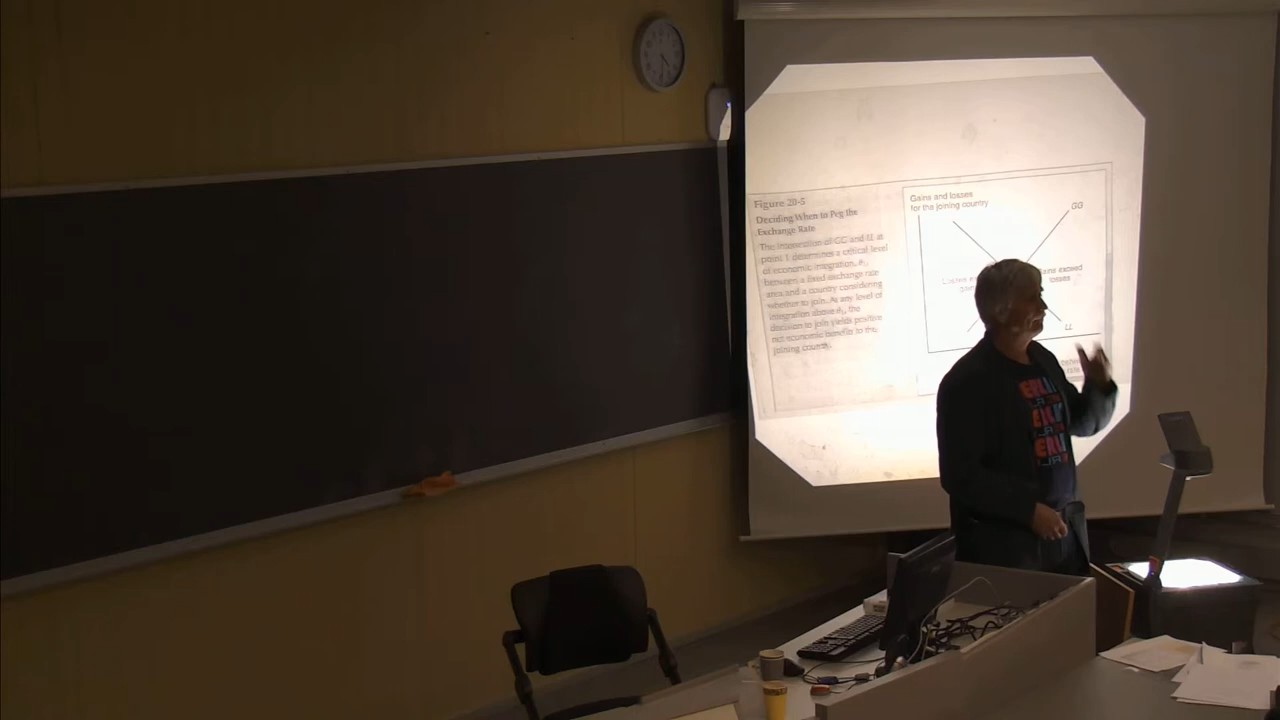 Figure 20-5
Deciding When to Peg the
Exchange Rate
The intersection of GG and LL at
point 1 determines a critical level
of economic integration, θ₁,
between a fixed exchange rate
area and a country considering
whether to join. At any level of
integration above θ₁, the
decision to join yields positive
net economic benefits to the
joining country.
Gains and losses
for the joining country
GG
Losses
exceed
losses
LL